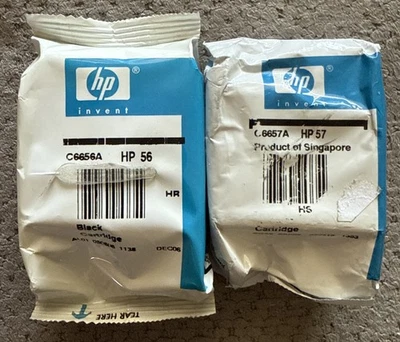 hp
invent
C6656A HP 56
HR
Black
Cartridge
DEC06
TEAR HERE
hp
invent
C6657A HP 57
Product of Singapore
HS
Cartridge